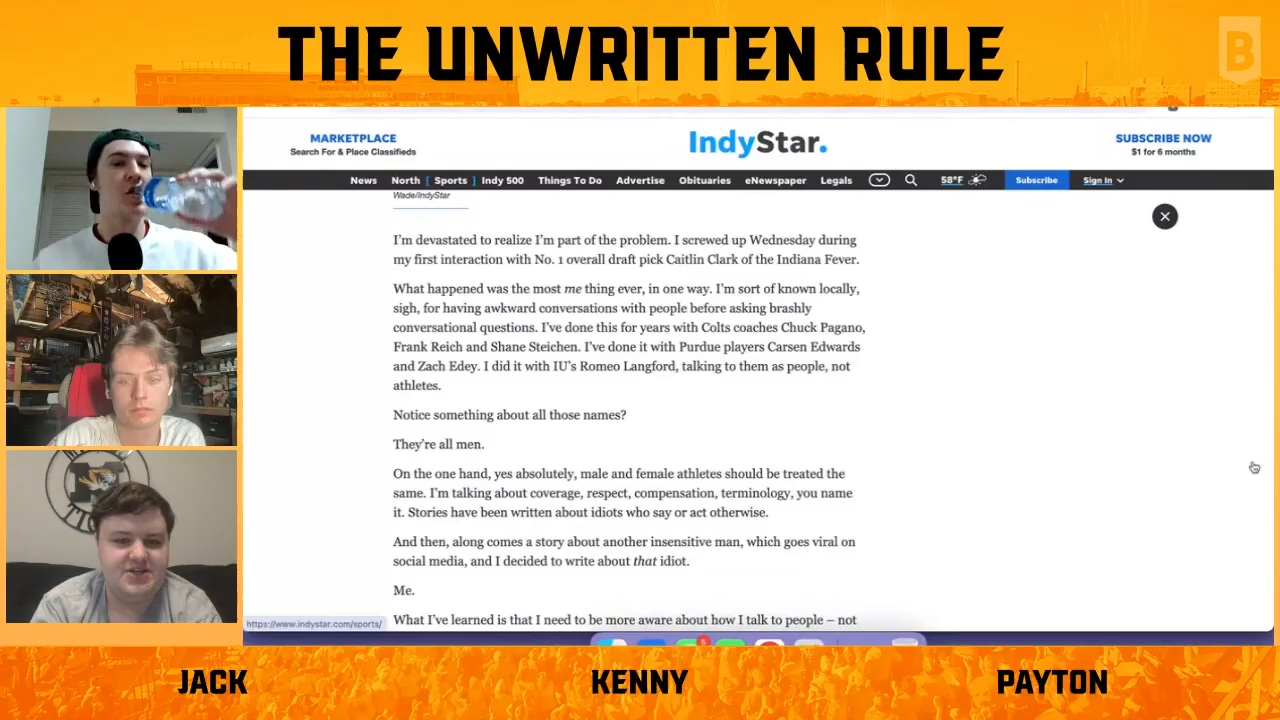 THE UNWRITTEN RULE
B
MARKETPLACE
Search For & Place Classifieds
IndyStar.
SUBSCRIBE NOW
$1 for 6 months
News North [ Sports ] Indy 500 Things To Do Advertise Obituaries eNewspaper Legals 58°F Subscribe Sign In
Wade/IndyStar
I'm devastated to realize I'm part of the problem. I screwed up Wednesday during
my first interaction with No. 1 overall draft pick Caitlin Clark of the Indiana Fever.
What happened was the most me thing ever, in one way. I'm sort of known locally,
sigh, for having awkward conversations with people before asking brashly
conversational questions. I've done this for years with Colts coaches Chuck Pagano,
Frank Reich and Shane Steichen. I've done it with Purdue players Carsen Edwards
and Zach Edey. I did it with IU's Romeo Langford, talking to them as people, not
athletes.
Notice something about all those names?
They're all men.
On the one hand, yes absolutely, male and female athletes should be treated the
same. I'm talking about coverage, respect, compensation, terminology, you name
it. Stories have been written about idiots who say or act otherwise.
And then, along comes a story about another insensitive man, which goes viral on
social media, and I decided to write about that idiot.
Me.
What I've learned is that I need to be more aware about how I talk to people – not
https://www.indystar.com/sports/
5
JACK
KENNY
PAYTON